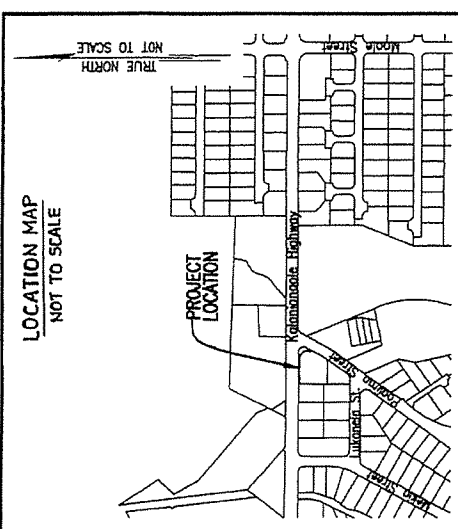 LOCATION MAP
NOT TO SCALE
TRUE NORTH
NOT TO SCALE
PROJECT
LOCATION
Kalanianaole Highway
Moole Street
Poalima Street
Lukanela St.